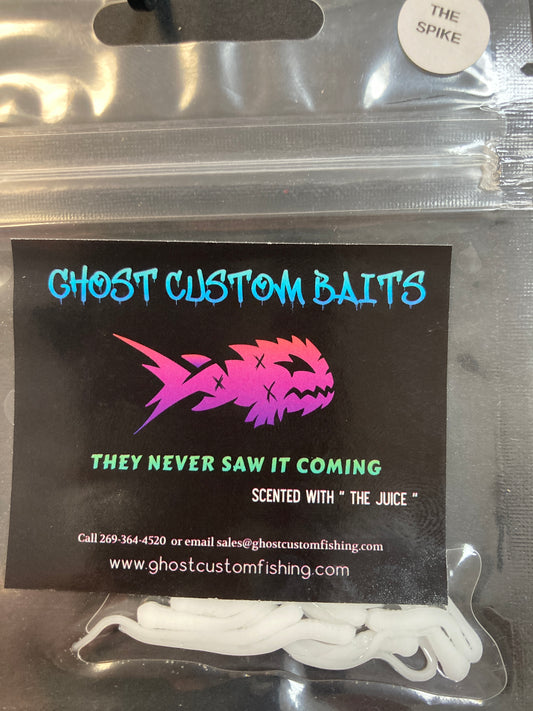 THE
SPIKE
GHOST CUSTOM BAITS
THEY NEVER SAW IT COMING
SCENTED WITH " THE JUICE "
Call 269-364-4520 or email sales@ghostcustomfishing.com
www.ghostcustomfishing.com